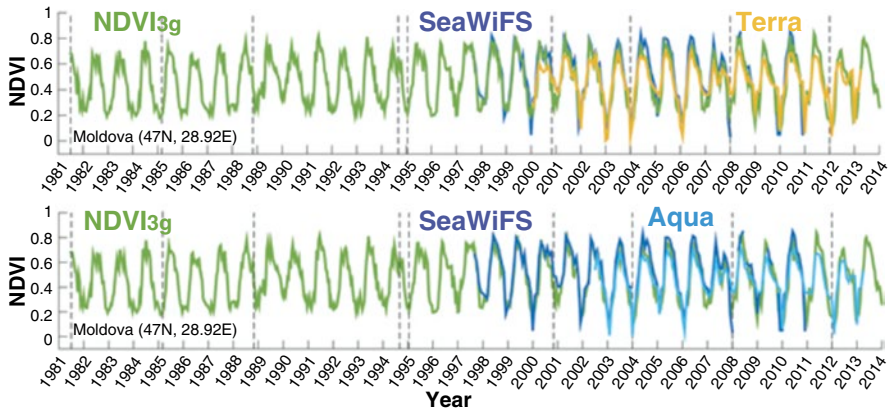 NDVI3g SeaWiFS Terra
NDVI
0.8
0.6
0.4
0.2
0
Moldova (47N, 28.92E)
1981 1982 1983 1984 1985 1986 1987 1988 1989 1990 1991 1992 1993 1994 1995 1996 1997 1998 1999 2000 2001 2002 2003 2004 2005 2006 2007 2008 2009 2010 2011 2012 2013 2014
NDVI3g SeaWiFS Aqua
NDVI
1
0.8
0.6
0.4
0.2
0
Moldova (47N, 28.92E)
1981 1982 1983 1984 1985 1986 1987 1988 1989 1990 1991 1992 1993 1994 1995 1996 1997 1998 1999 2000 2001 2002 2003 2004 2005 2006 2007 2008 2009 2010 2011 2012 2013 2014
Year